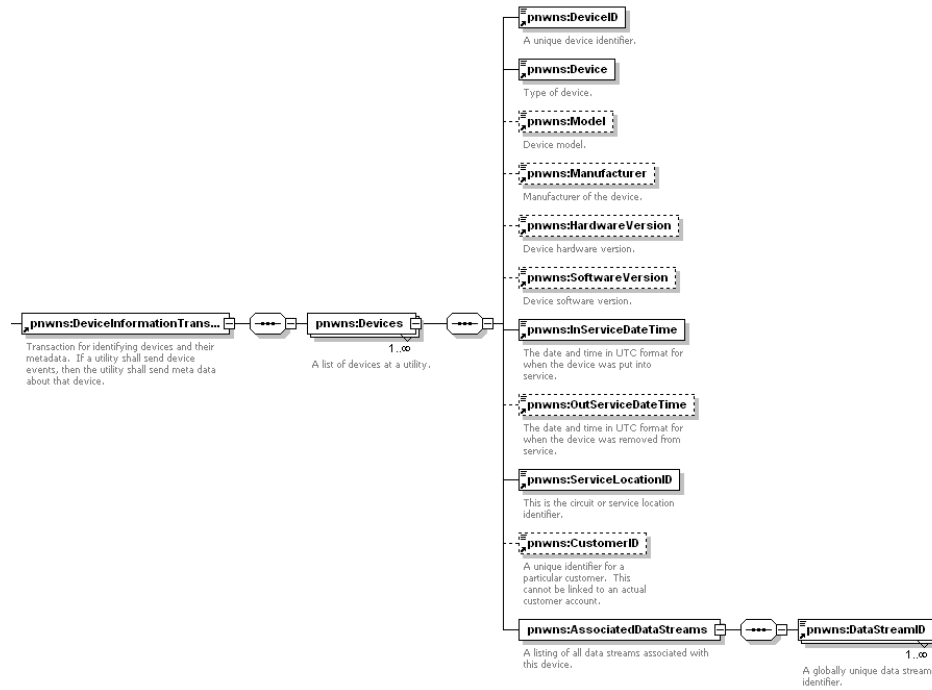 pnwns:DeviceID
A unique device identifier.
pnwns:Device
Type of device.
pnwns:Model
Device model.
pnwns:Manufacturer
Manufacturer of the device.
pnwns:HardwareVersion
Device hardware version.
pnwns:SoftwareVersion
Device software version.
pnwns:DeviceInformationTrans...
Transaction for identifying devices and their
metadata.  If a utility shall send device
events, then the utility shall send meta data
about that device.
pnwns:Devices
1..∞
A list of devices at a utility.
pnwns:InServiceDateTime
The date and time in UTC format for
when the device was put into
service.
pnwns:OutServiceDateTime
The date and time in UTC format for
when the device was removed from
service.
pnwns:ServiceLocationID
This is the circuit or service location
identifier.
pnwns:CustomerID
A unique identifier for a
particular customer.  This
cannot be linked to an actual
customer account.
pnwns:AssociatedDataStreams
A listing of all data streams associated with
this device.
pnwns:DataStreamID
1..∞
A globally unique data stream
identifier.